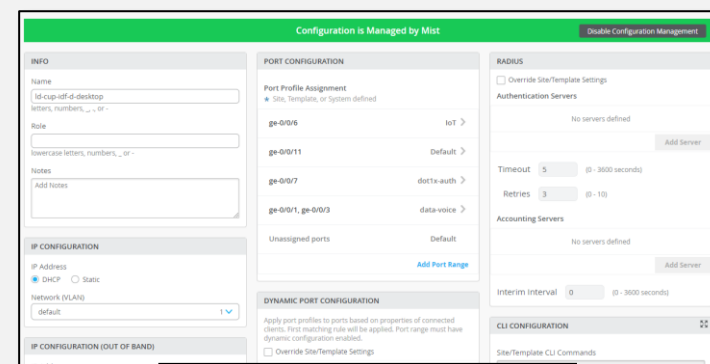 Configuration is Managed by Mist
Disable Configuration Management
INFO
Name
ld-cup-idf-d-desktop
letters, numbers, _, ., or -
Role
lowercase letters, numbers, _ or -
Notes
Add Notes
IP CONFIGURATION
IP Address
DHCP Static
Network (VLAN)
default 1
IP CONFIGURATION (OUT OF BAND)
PORT CONFIGURATION
Port Profile Assignment
★ Site, Template, or System defined
ge-0/0/6 IoT >
ge-0/0/11 Default >
ge-0/0/7 dot1x-auth >
ge-0/0/1, ge-0/0/3 data-voice >
Unassigned ports Default
Add Port Range
DYNAMIC PORT CONFIGURATION
Apply port profiles to ports based on properties of connected
clients. First matching rule will be applied. Port range must have
dynamic configuration enabled.
Override Site/Template Settings
RADIUS
Override Site/Template Settings
Authentication Servers
No servers defined
Add Server
Timeout 5 (0 - 3600 seconds)
Retries 3 (0 - 10)
Accounting Servers
No servers defined
Add Server
Interim Interval 0 (0 - 3600 seconds)
CLI CONFIGURATION
Site/Template CLI Commands